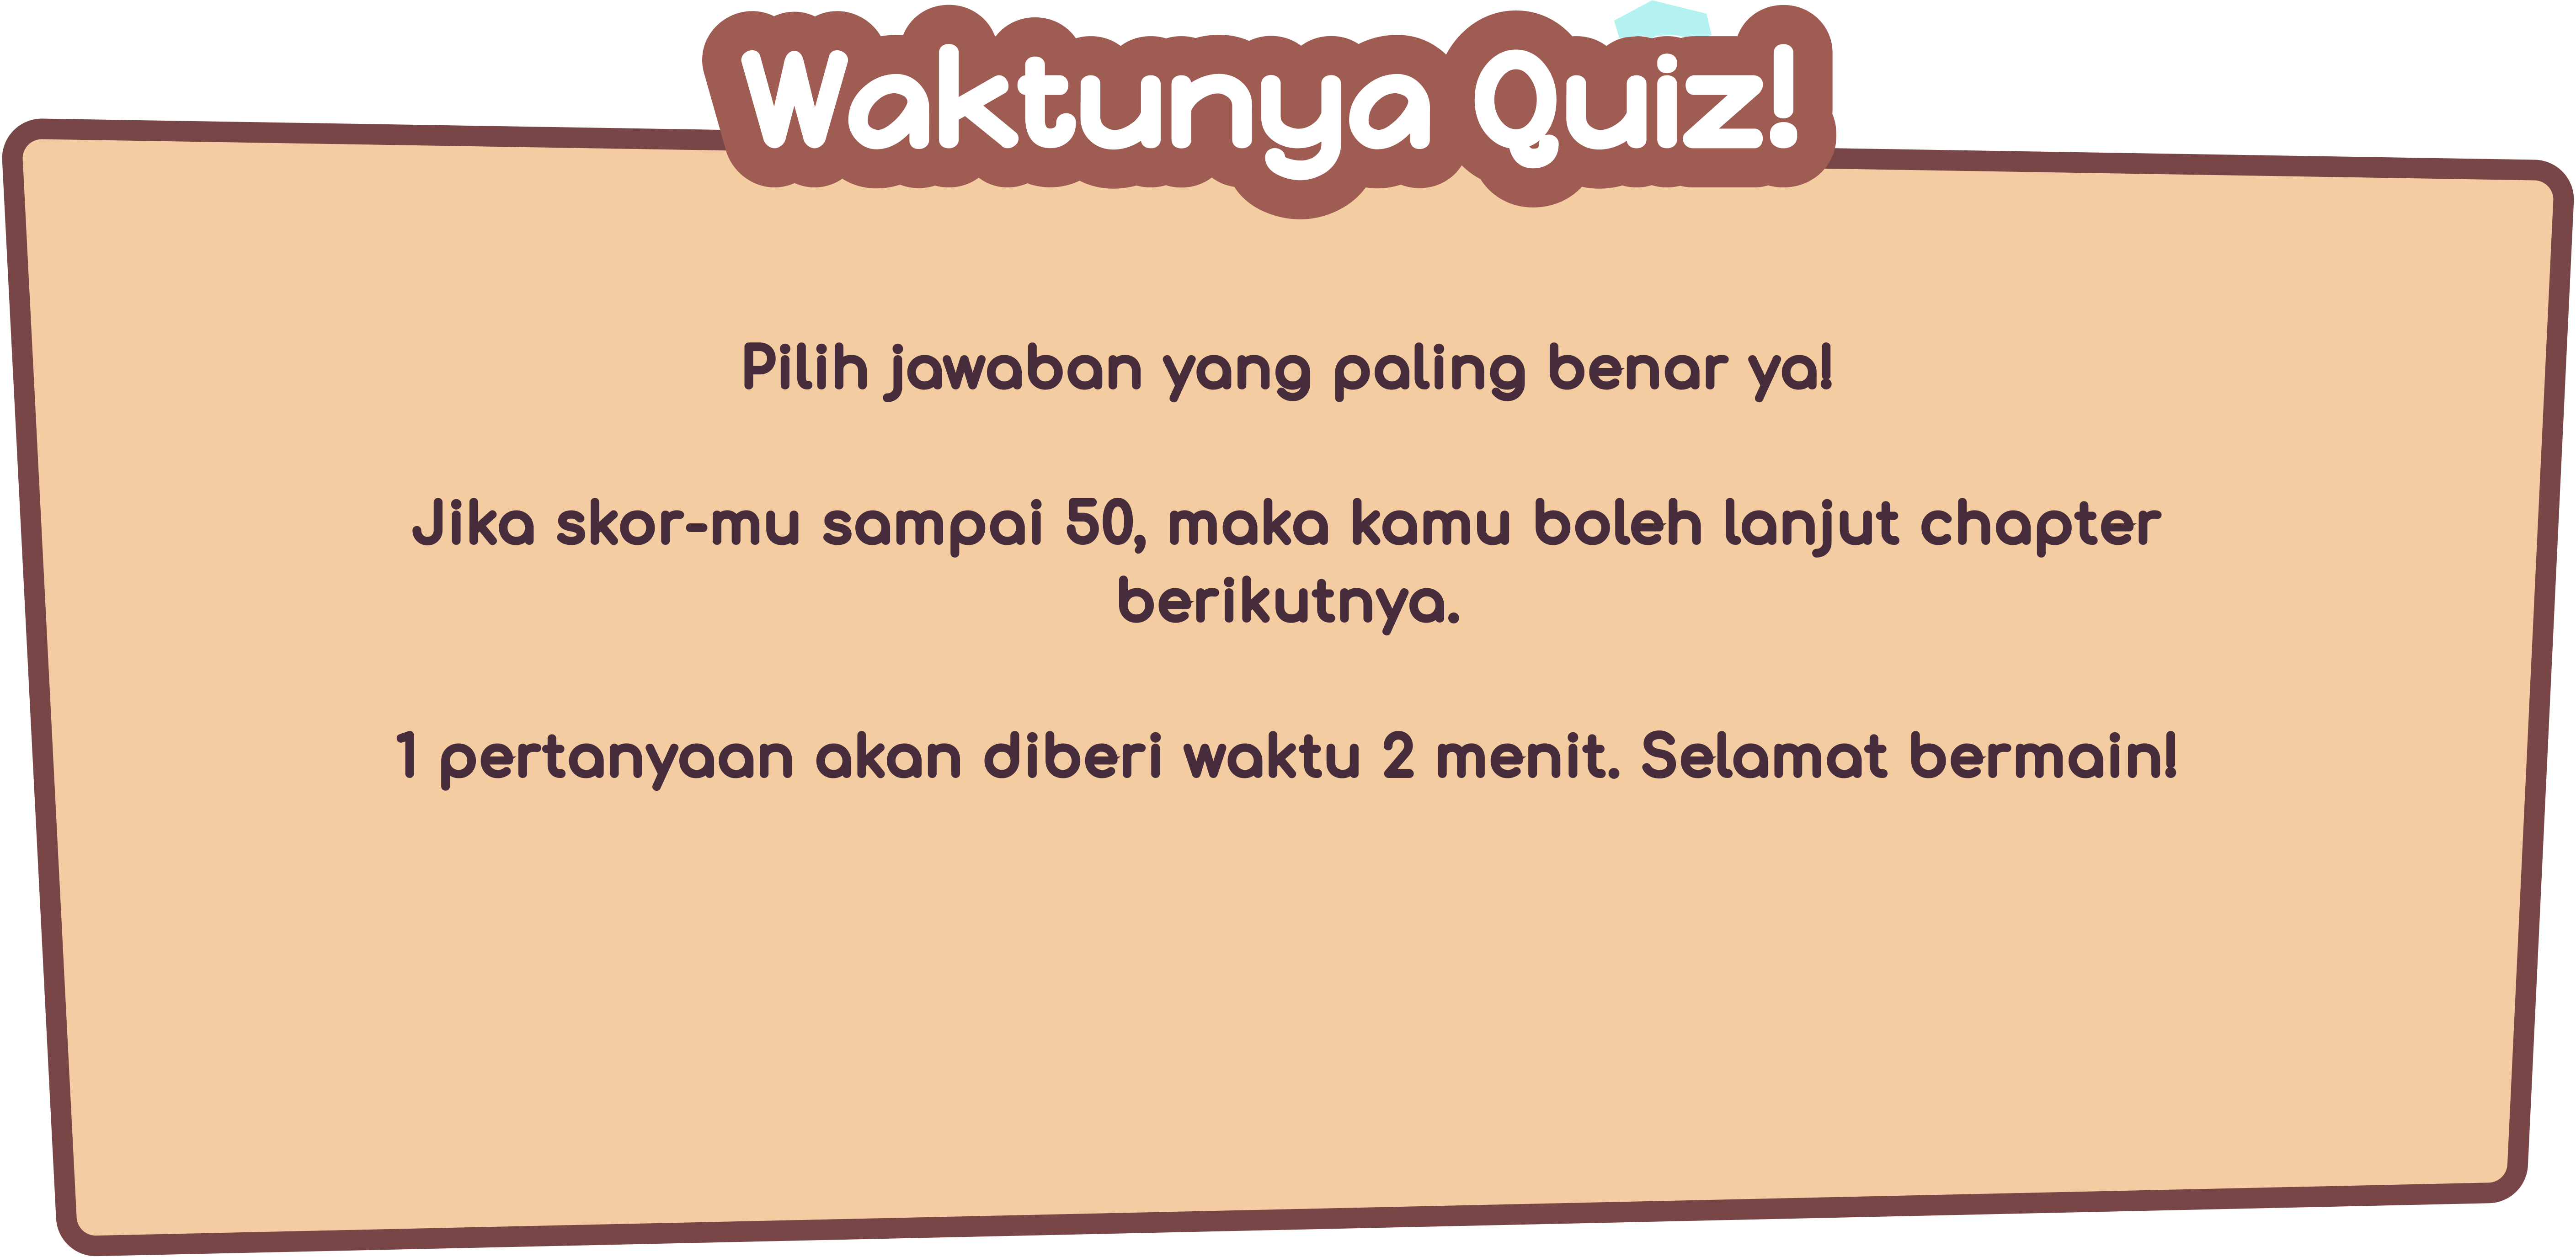 Waktunya Quiz!
Pilih jawaban yang paling benar ya!
Jika skor-mu sampai 50, maka kamu boleh lanjut chapter
berikutnya.
1 pertanyaan akan diberi waktu 2 menit. Selamat bermain!